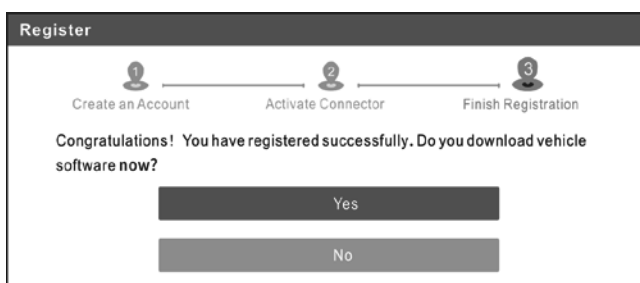 Register
1 2 3
Create an Account Activate Connector Finish Registration
Congratulations! You have registered successfully. Do you download vehicle
software now?
Yes
No